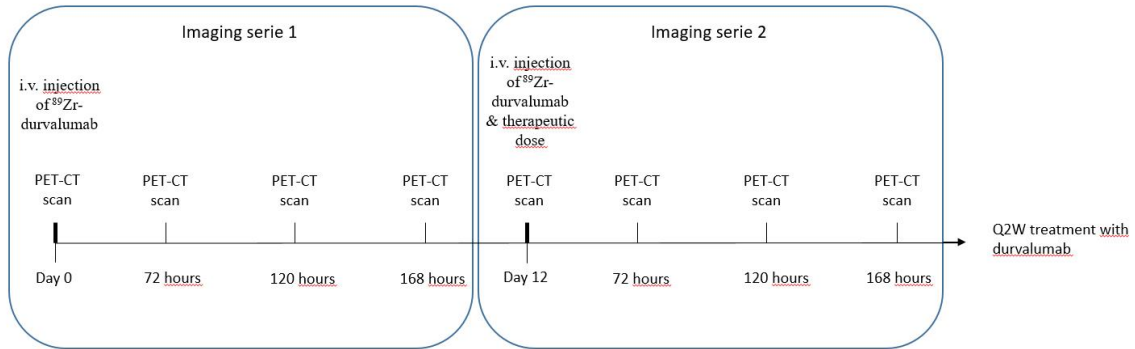 Imaging serie 1
i.v. injection
of ⁸⁹Zr-
durvalumab
PET-CT
scan
PET-CT
scan
PET-CT
scan
PET-CT
scan
Day 0
72 hours
120 hours
168 hours
Imaging serie 2
i.v. injection
of ⁸⁹Zr-
durvalumab
& therapeutic
dose
PET-CT
scan
PET-CT
scan
PET-CT
scan
PET-CT
scan
Day 12
72 hours
120 hours
168 hours
Q2W treatment with
durvalumab